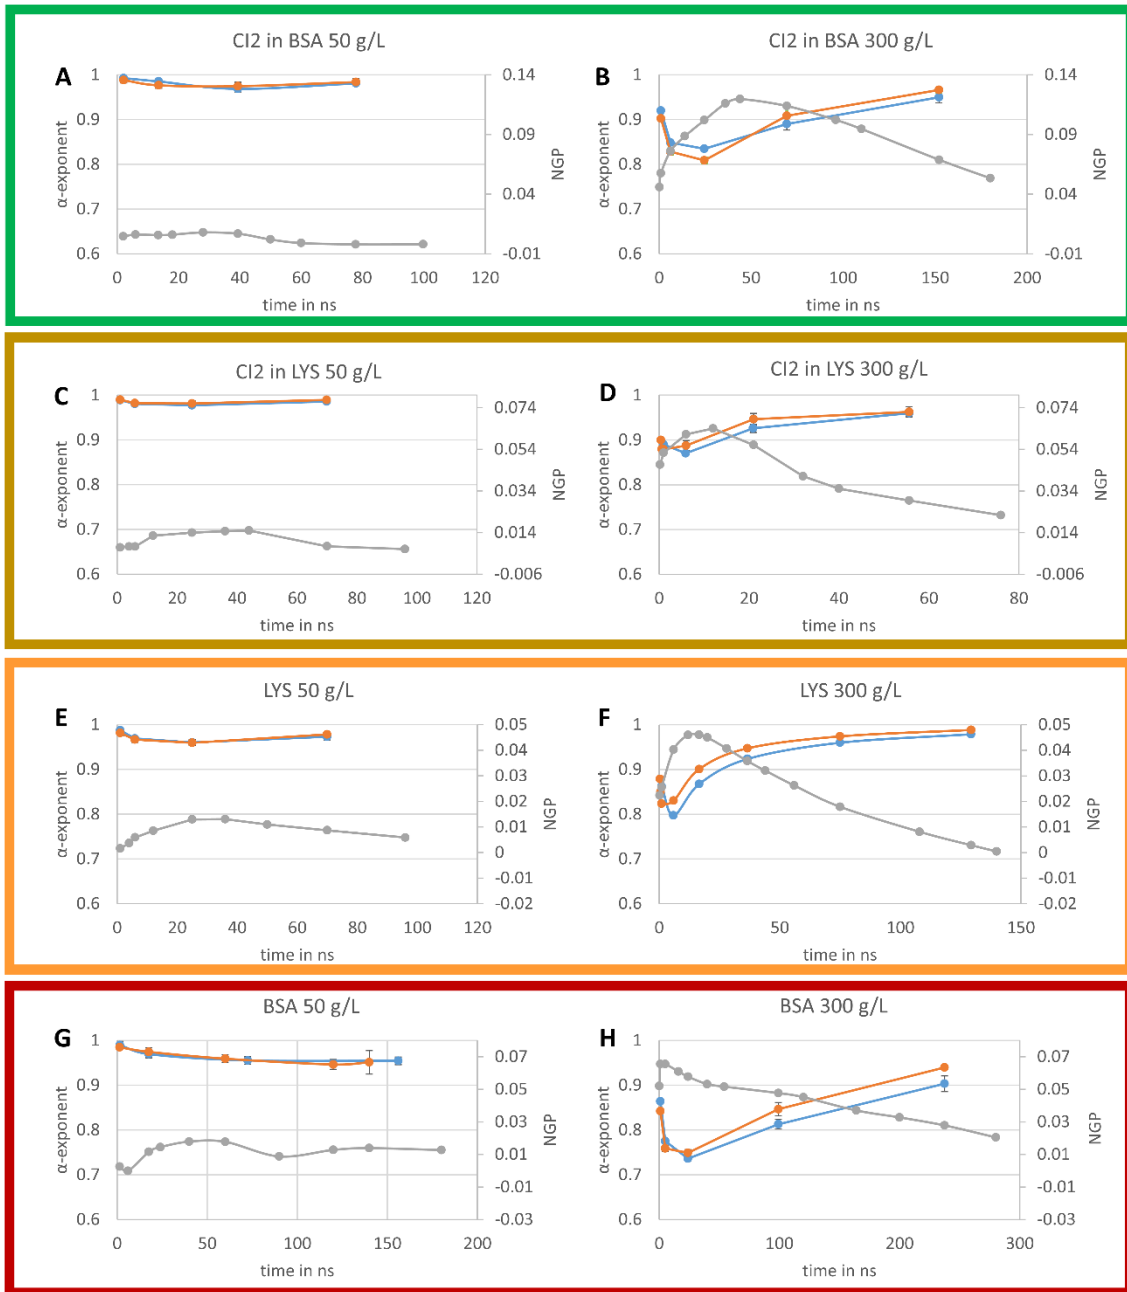 CI2 in BSA 50 g/L
A
1
0.9
0.8
0.7
0.6
α-exponent
0.14
0.09
0.04
-0.01
NGP
0 20 40 60 80 100 120
time in ns
CI2 in BSA 300 g/L
B
1
0.9
0.8
0.7
0.6
α-exponent
0.14
0.09
0.04
-0.01
NGP
0 50 100 150 200
time in ns
CI2 in LYS 50 g/L
C
1
0.9
0.8
0.7
0.6
α-exponent
0.074
0.054
0.034
0.014
-0.006
NGP
0 20 40 60 80 100 120
time in ns
CI2 in LYS 300 g/L
D
1
0.9
0.8
0.7
0.6
α-exponent
0.074
0.054
0.034
0.014
-0.006
NGP
0 20 40 60 80
time in ns
LYS 50 g/L
E
1
0.9
0.8
0.7
0.6
α-exponent
0.05
0.04
0.03
0.02
0.01
0
-0.01
-0.02
NGP
0 20 40 60 80 100 120
time in ns
LYS 300 g/L
F
1
0.9
0.8
0.7
0.6
α-exponent
0.05
0.04
0.03
0.02
0.01
0
-0.01
-0.02
NGP
0 50 100 150
time in ns
BSA 50 g/L
G
1
0.9
0.8
0.7
0.6
α-exponent
0.07
0.05
0.03
0.01
-0.01
-0.03
NGP
0 50 100 150 200
time in ns
BSA 300 g/L
H
1
0.9
0.8
0.7
0.6
α-exponent
0.07
0.05
0.03
0.01
-0.01
-0.03
NGP
0 100 200 300
time in ns